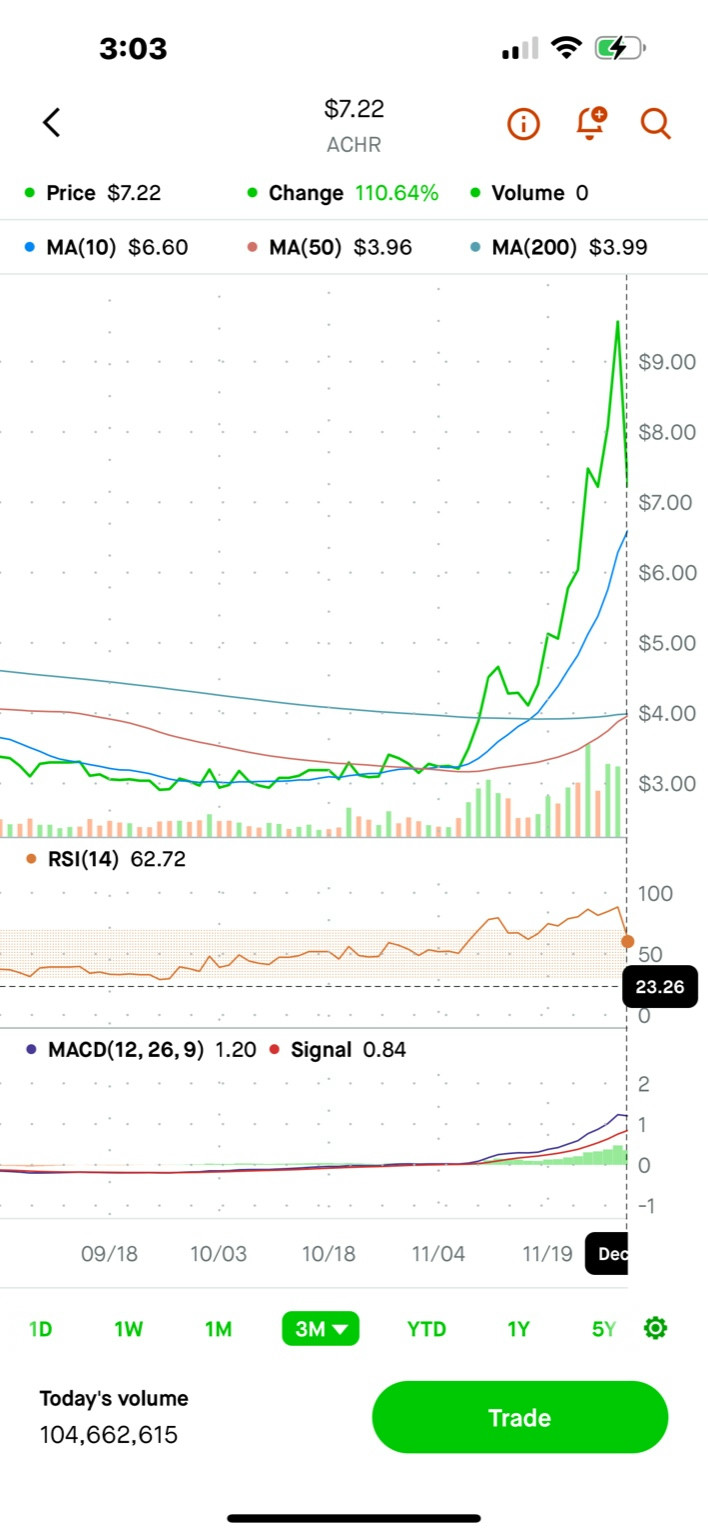 3:03
$7.22
ACHR
Price $7.22 Change 110.64% Volume 0
MA(10) $6.60 MA(50) $3.96 MA(200) $3.99
$9.00
$8.00
$7.00
$6.00
$5.00
$4.00
$3.00
RSI(14) 62.72
100
50
23.26
0
MACD(12, 26, 9) 1.20 Signal 0.84
2
1
0
-1
09/18 10/03 10/18 11/04 11/19 Dec
1D 1W 1M 3M YTD 1Y 5Y
Today's volume
104,662,615
Trade